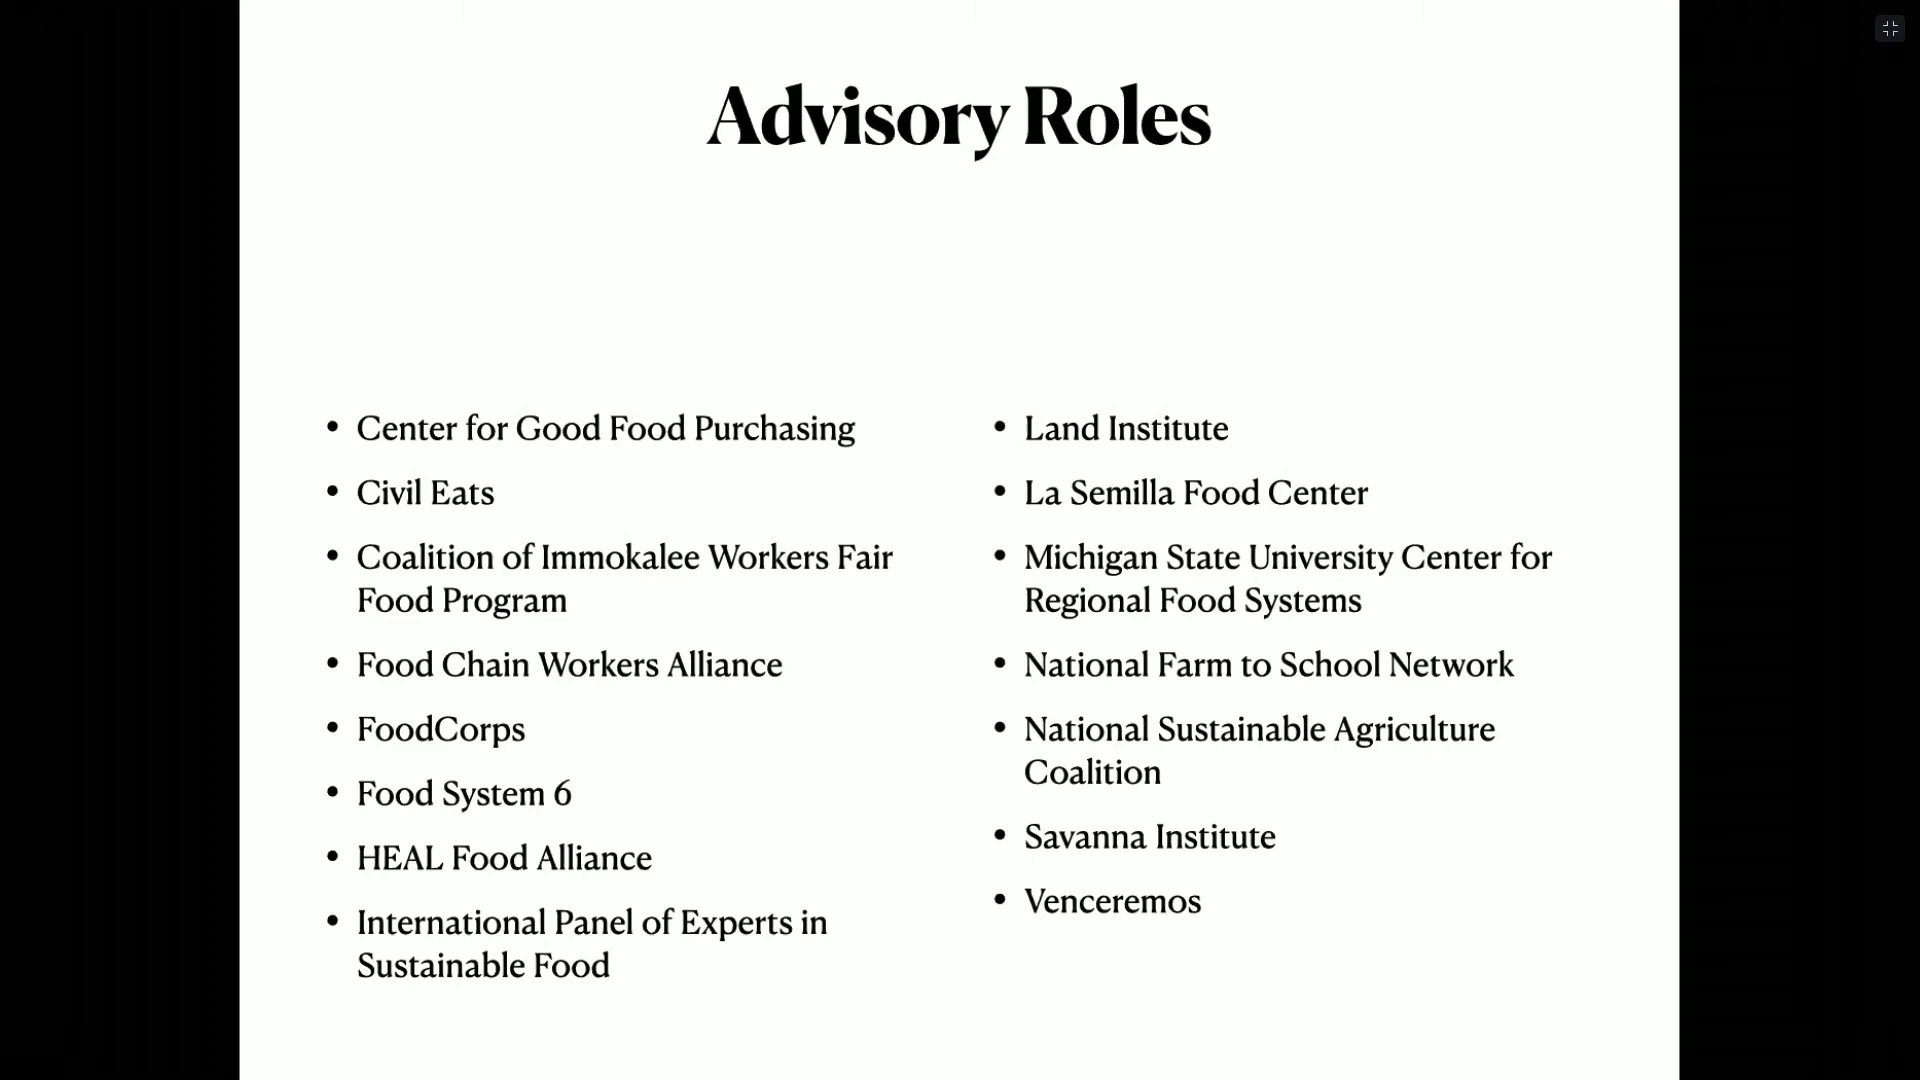 Advisory Roles
• Center for Good Food Purchasing
• Civil Eats
• Coalition of Immokalee Workers Fair
Food Program
• Food Chain Workers Alliance
• FoodCorps
• Food System 6
• HEAL Food Alliance
• International Panel of Experts in
Sustainable Food
• Land Institute
• La Semilla Food Center
• Michigan State University Center for
Regional Food Systems
• National Farm to School Network
• National Sustainable Agriculture
Coalition
• Savanna Institute
• Venceremos